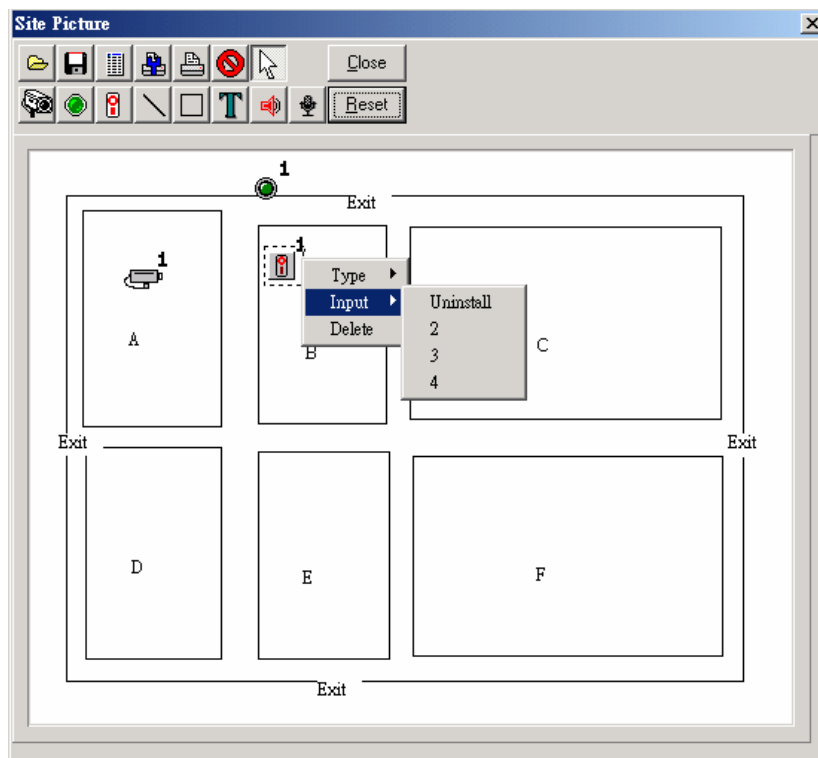 Site Picture
Close
T
Reset
1
Exit
1
1
Type
Input
Delete
Uninstall
2
3
4
A
B
C
Exit
Exit
D
E
F
Exit